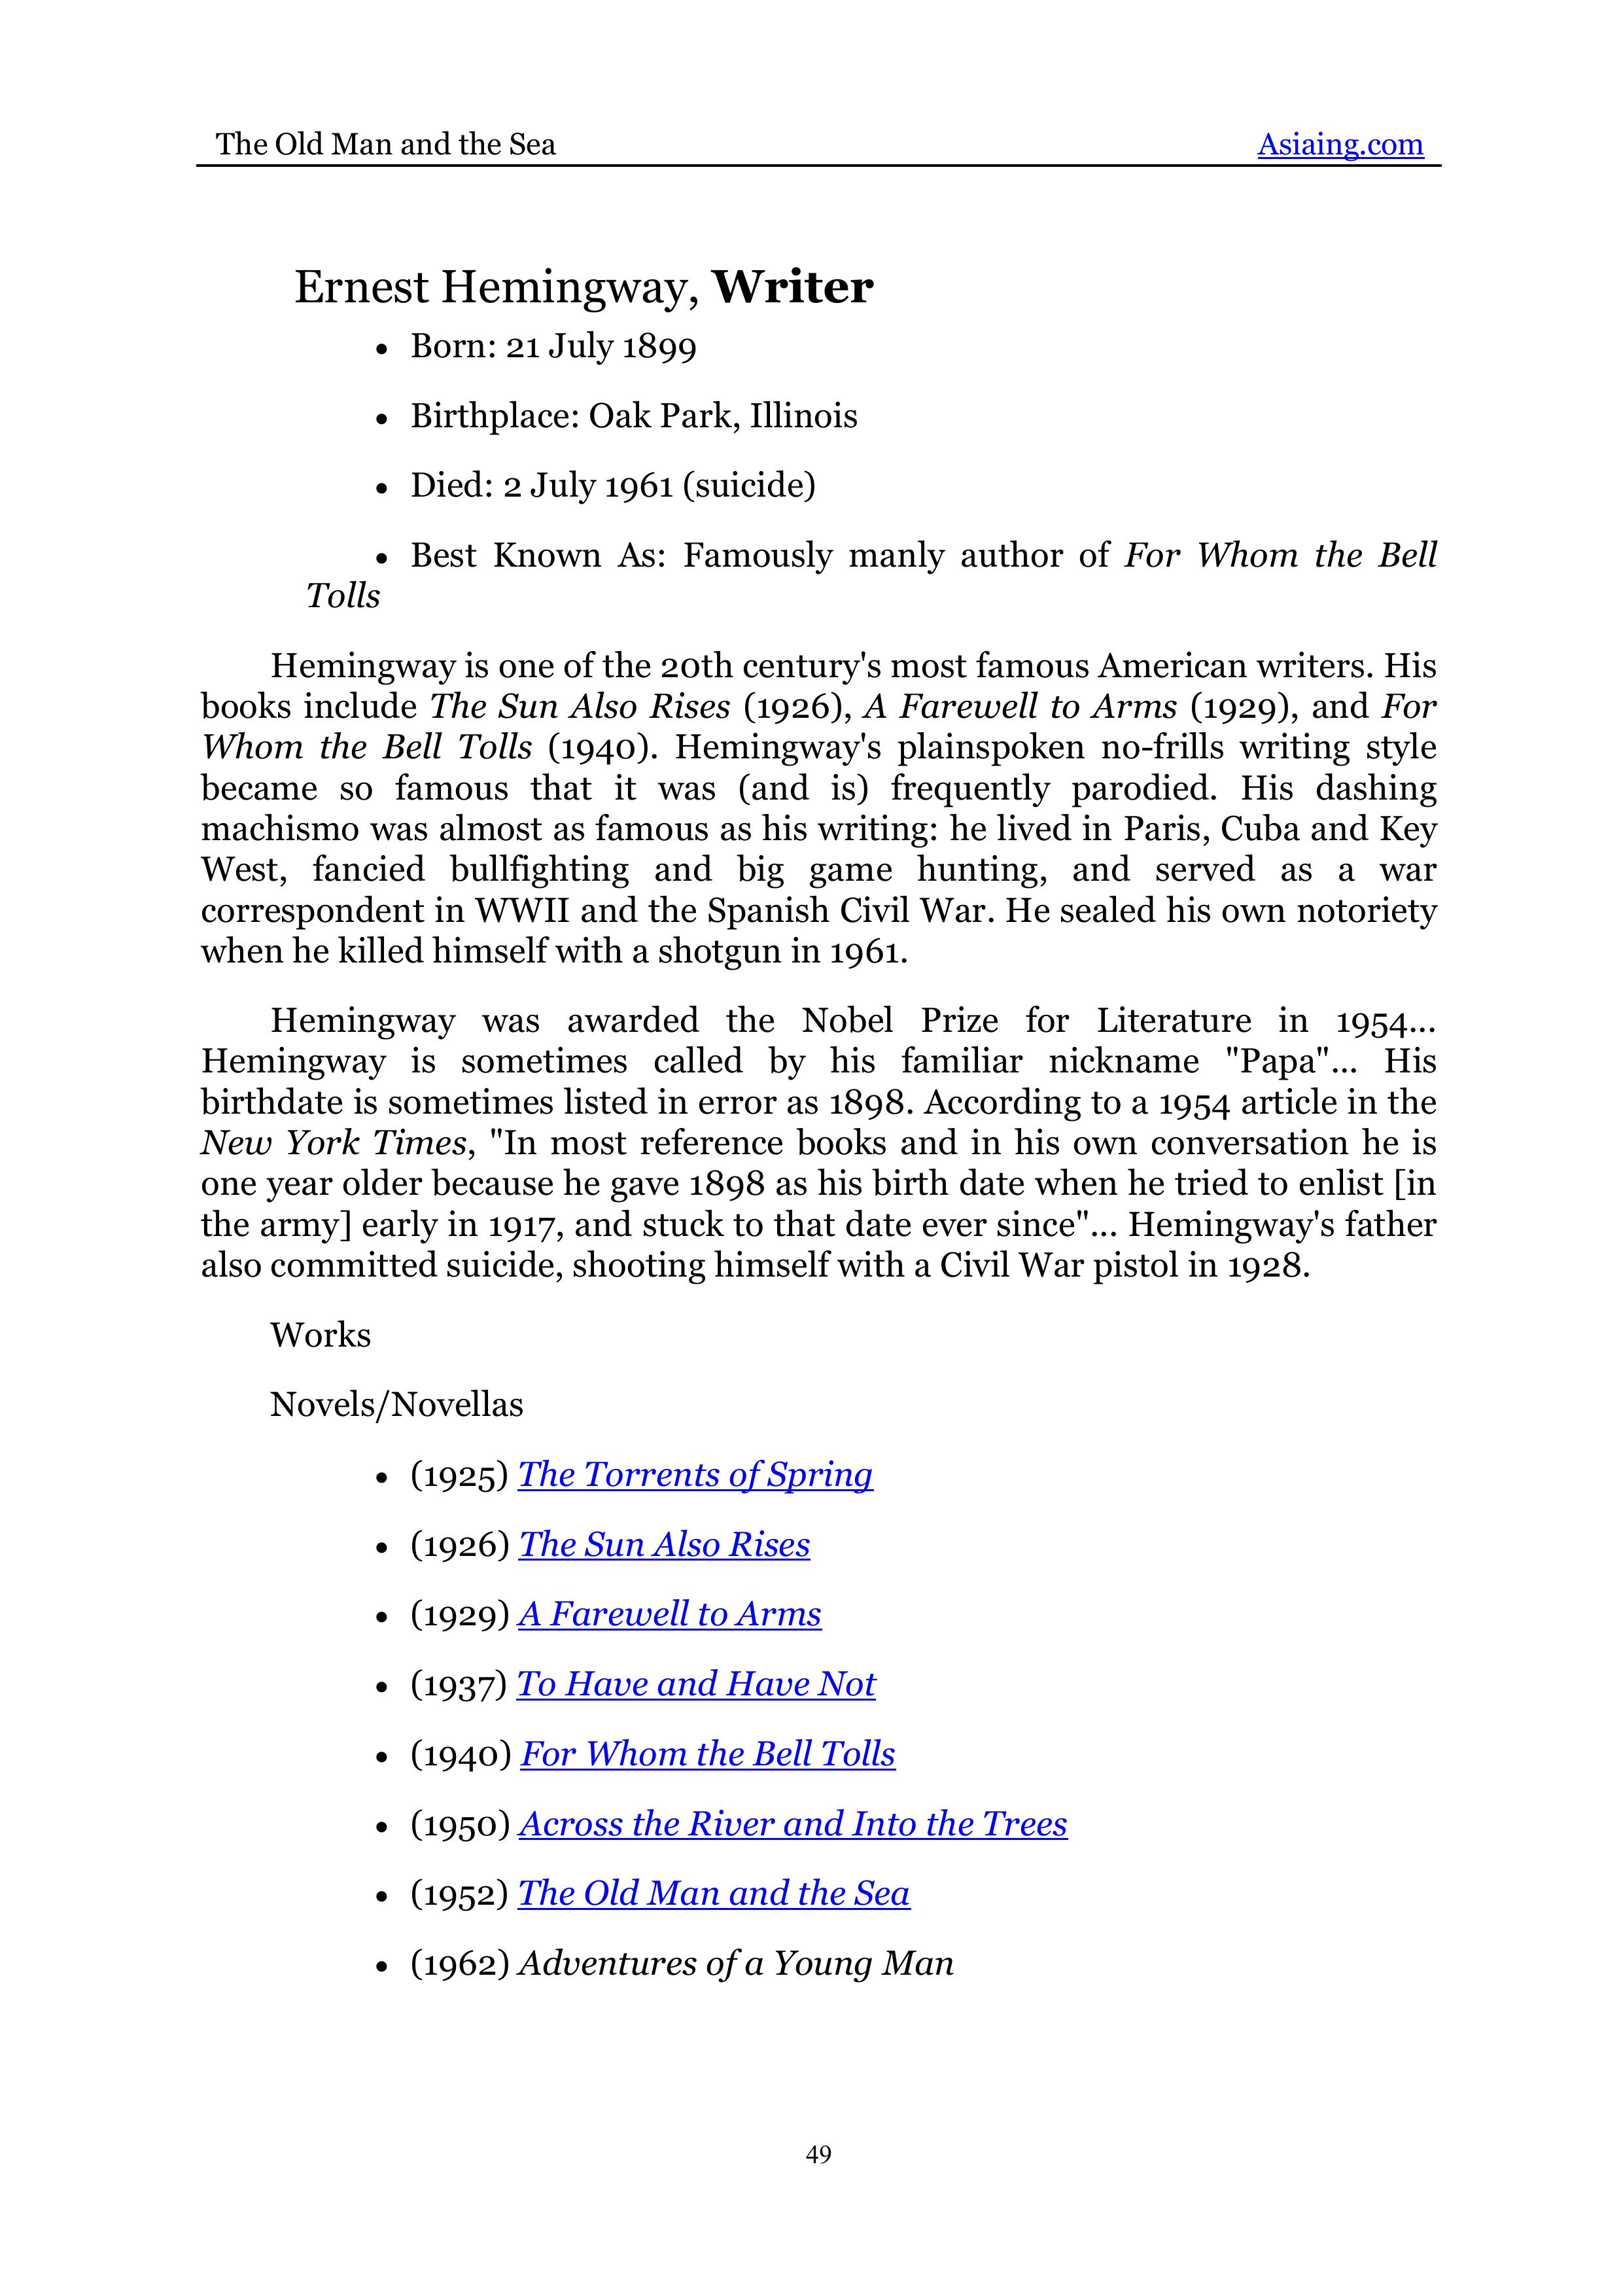 The Old Man and the Sea Asiaing.com
Ernest Hemingway, Writer
• Born: 21 July 1899
• Birthplace: Oak Park, Illinois
• Died: 2 July 1961 (suicide)
• Best Known As: Famously manly author of For Whom the Bell
Tolls
Hemingway is one of the 20th century's most famous American writers. His
books include The Sun Also Rises (1926), A Farewell to Arms (1929), and For
Whom the Bell Tolls (1940). Hemingway's plainspoken no-frills writing style
became so famous that it was (and is) frequently parodied. His dashing
machismo was almost as famous as his writing: he lived in Paris, Cuba and Key
West, fancied bullfighting and big game hunting, and served as a war
correspondent in WWII and the Spanish Civil War. He sealed his own notoriety
when he killed himself with a shotgun in 1961.
Hemingway was awarded the Nobel Prize for Literature in 1954...
Hemingway is sometimes called by his familiar nickname "Papa"... His
birthdate is sometimes listed in error as 1898. According to a 1954 article in the
New York Times, "In most reference books and in his own conversation he is
one year older because he gave 1898 as his birth date when he tried to enlist [in
the army] early in 1917, and stuck to that date ever since"... Hemingway's father
also committed suicide, shooting himself with a Civil War pistol in 1928.
Works
Novels/Novellas
• (1925) The Torrents of Spring
• (1926) The Sun Also Rises
• (1929) A Farewell to Arms
• (1937) To Have and Have Not
• (1940) For Whom the Bell Tolls
• (1950) Across the River and Into the Trees
• (1952) The Old Man and the Sea
• (1962) Adventures of a Young Man
49